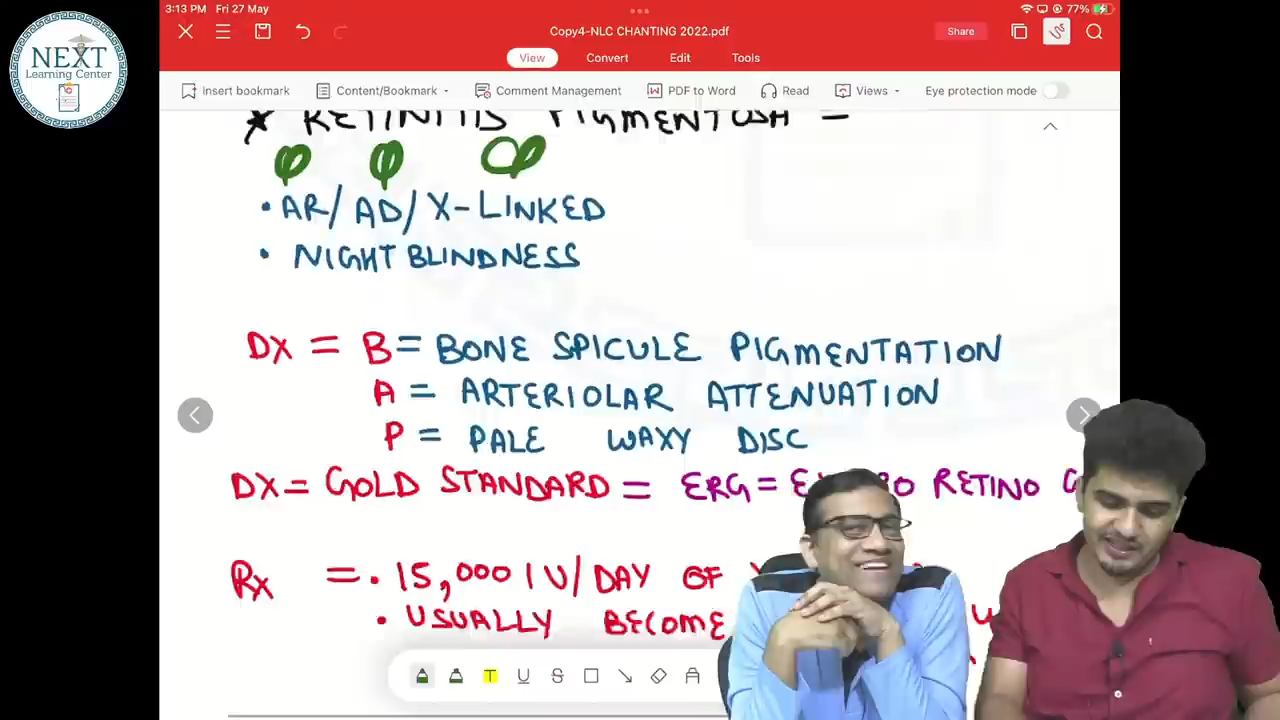 3:13 PM Fri 27 May
77%
NEXT
Learning Center
Copy4-NLC CHANTING 2022.pdf
Share
View Convert Edit Tools
Insert bookmark Content/Bookmark Comment Management PDF to Word Read Views Eye protection mode
* RETINITIS PIGMENTOSA =
• AR/ AD/ X-LINKED
• NIGHT BLINDNESS
DX = B = BONE SPICULE PIGMENTATION
A = ARTERIOLAR ATTENUATION
P = PALE WAXY DISC
DX = GOLD STANDARD = ERG = RETINO
Rx = • 15,000 IU/DAY OF
• USUALLY BECOME